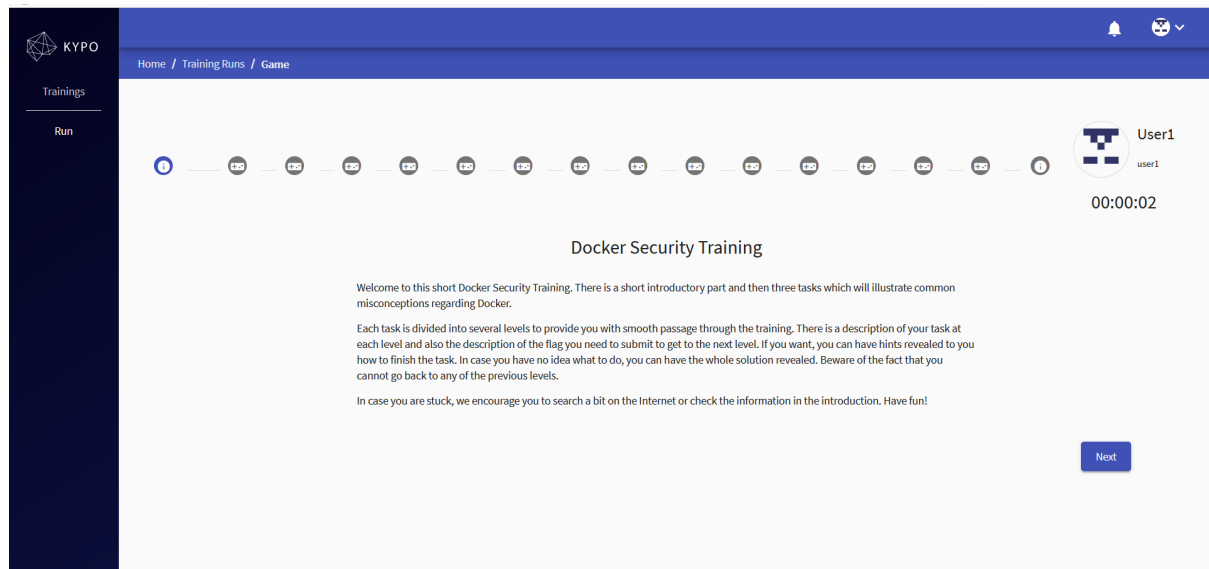 KYPO
Home / Training Runs / Game
Trainings
Run
User1
user1
00:00:02
Docker Security Training
Welcome to this short Docker Security Training. There is a short introductory part and then three tasks which will illustrate common
misconceptions regarding Docker.
Each task is divided into several levels to provide you with smooth passage through the training. There is a description of your task at
each level and also the description of the flag you need to submit to get to the next level. If you want, you can have hints revealed to you
how to finish the task. In case you have no idea what to do, you can have the whole solution revealed. Beware of the fact that you
cannot go back to any of the previous levels.
In case you are stuck, we encourage you to search a bit on the Internet or check the information in the introduction. Have fun!
Next